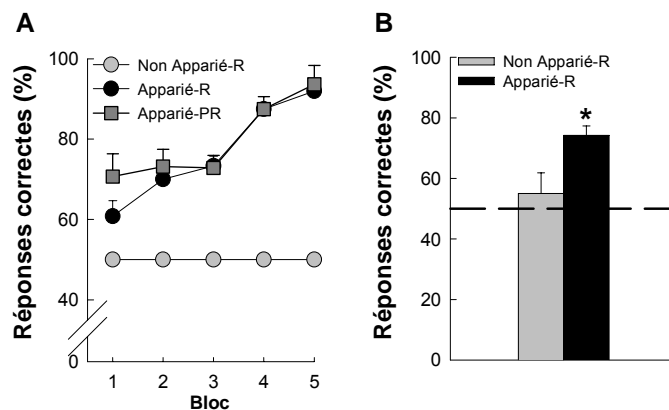 A
Réponses correctes (%)
100
80
60
40
0
Non Apparié-R
Apparié-R
Apparié-PR
1 2 3 4 5
Bloc
B
Réponses correctes (%)
100
80
60
40
20
0
Non Apparié-R
Apparié-R
*